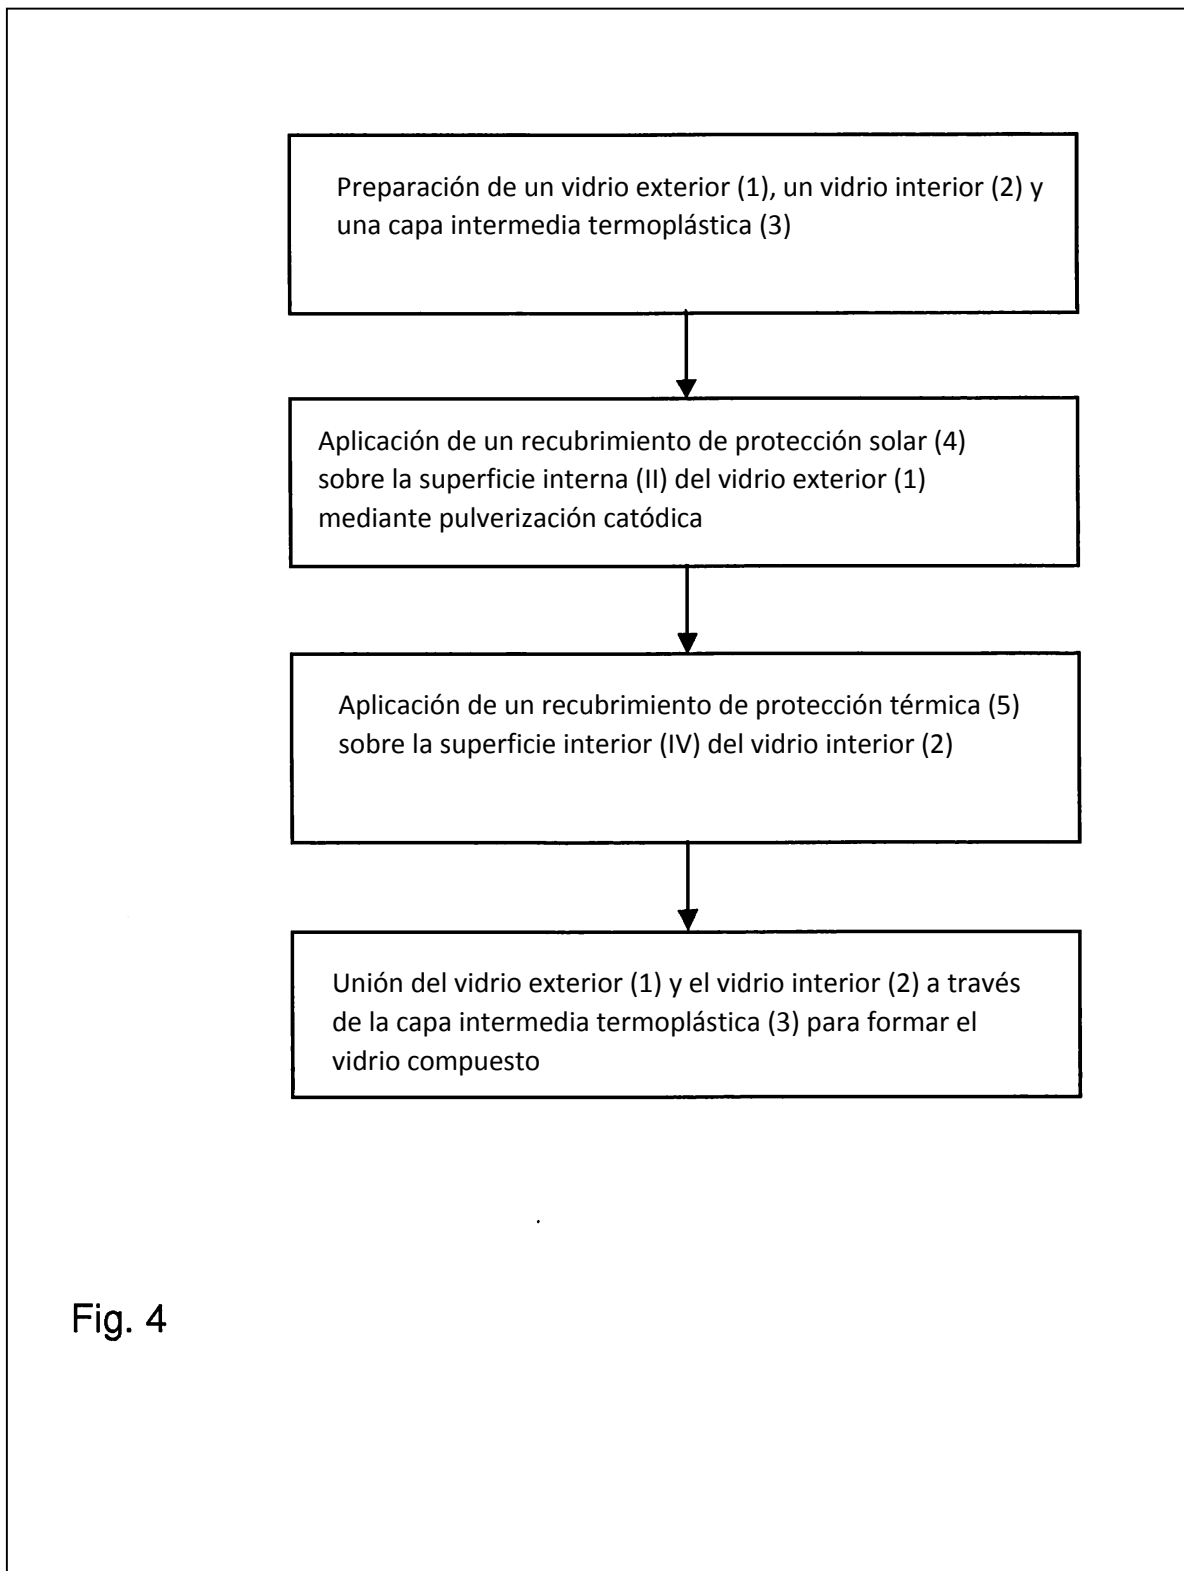 Preparación de un vidrio exterior (1), un vidrio interior (2) y
una capa intermedia termoplástica (3)
Aplicación de un recubrimiento de protección solar (4)
sobre la superficie interna (II) del vidrio exterior (1)
mediante pulverización catódica
Aplicación de un recubrimiento de protección térmica (5)
sobre la superficie interior (IV) del vidrio interior (2)
Unión del vidrio exterior (1) y el vidrio interior (2) a través
de la capa intermedia termoplástica (3) para formar el
vidrio compuesto
Fig. 4